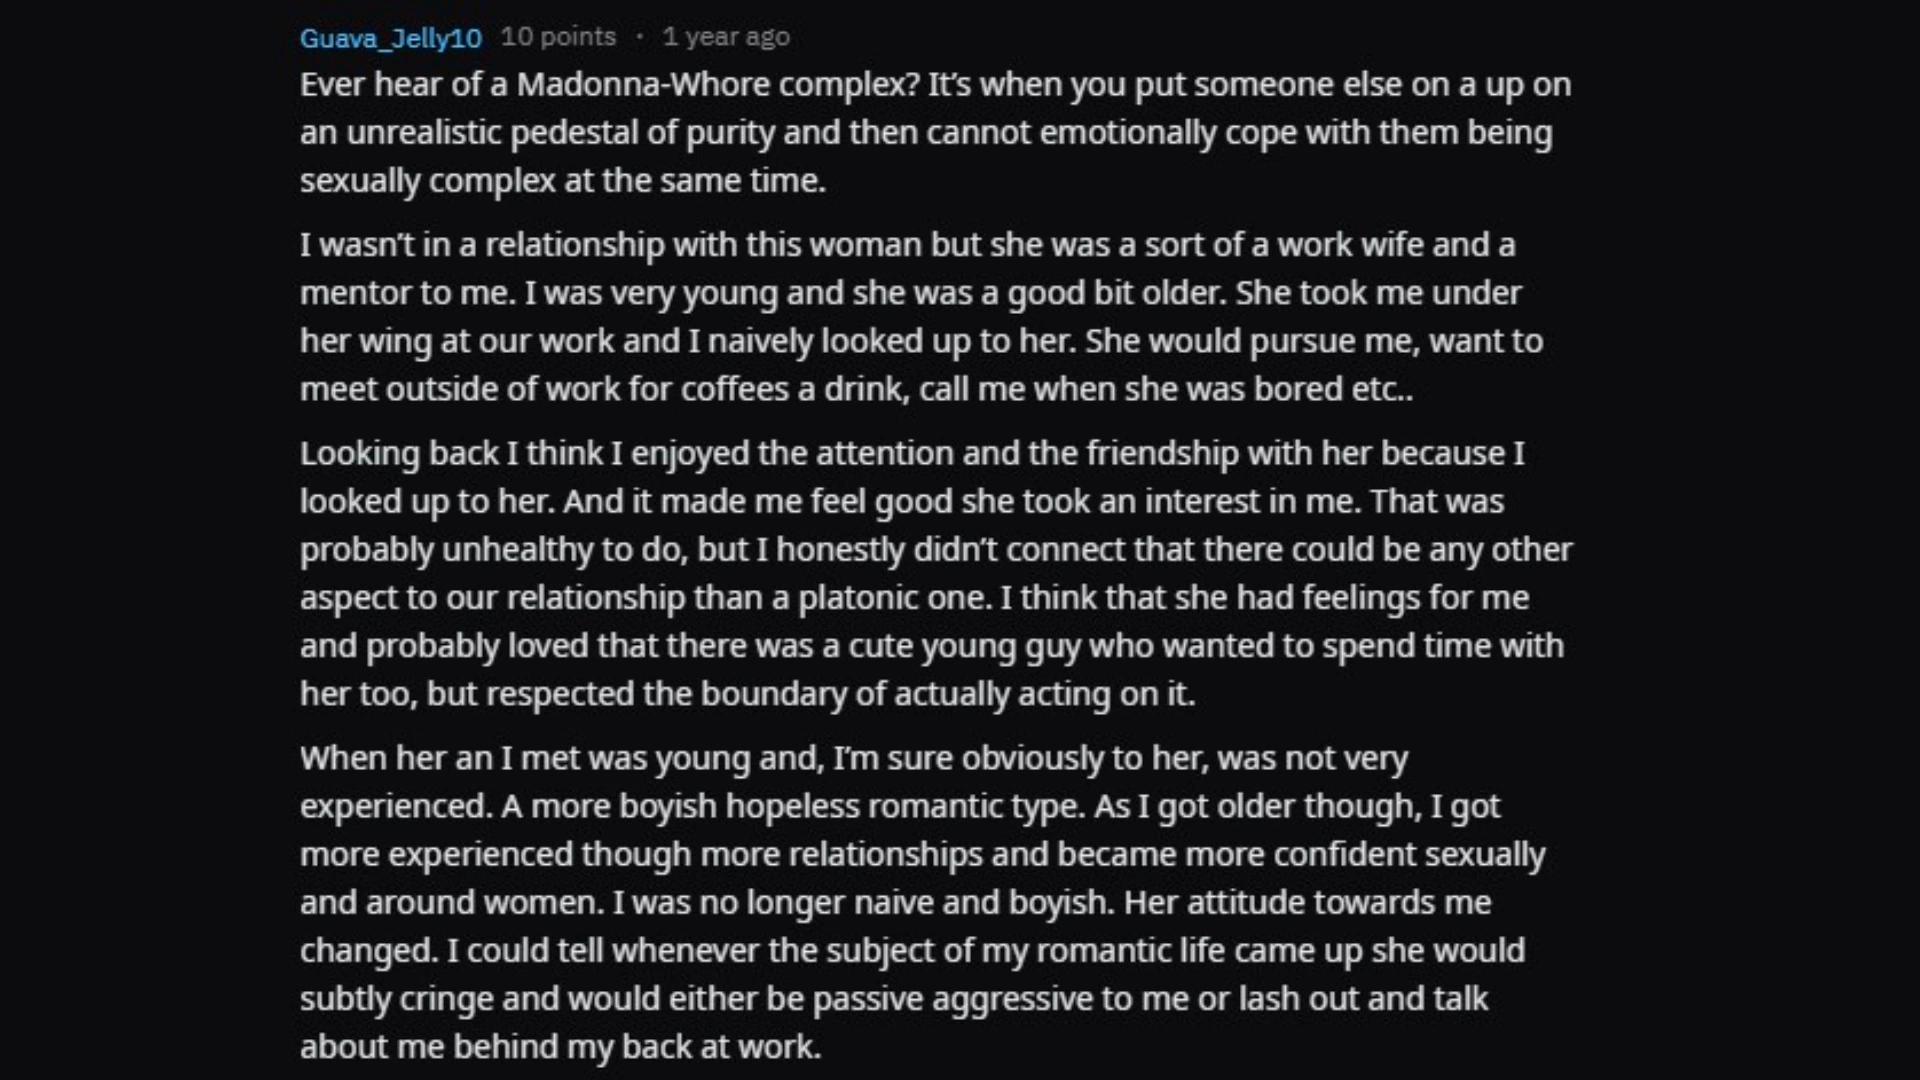 Guava_Jelly10 10 points · 1 year ago
Ever hear of a Madonna-Whore complex? It’s when you put someone else on a up on
an unrealistic pedestal of purity and then cannot emotionally cope with them being
sexually complex at the same time.
I wasn’t in a relationship with this woman but she was a sort of a work wife and a
mentor to me. I was very young and she was a good bit older. She took me under
her wing at our work and I naively looked up to her. She would pursue me, want to
meet outside of work for coffees a drink, call me when she was bored etc..
Looking back I think I enjoyed the attention and the friendship with her because I
looked up to her. And it made me feel good she took an interest in me. That was
probably unhealthy to do, but I honestly didn’t connect that there could be any other
aspect to our relationship than a platonic one. I think that she had feelings for me
and probably loved that there was a cute young guy who wanted to spend time with
her too, but respected the boundary of actually acting on it.
When her an I met was young and, I’m sure obviously to her, was not very
experienced. A more boyish hopeless romantic type. As I got older though, I got
more experienced though more relationships and became more confident sexually
and around women. I was no longer naive and boyish. Her attitude towards me
changed. I could tell whenever the subject of my romantic life came up she would
subtly cringe and would either be passive aggressive to me or lash out and talk
about me behind my back at work.